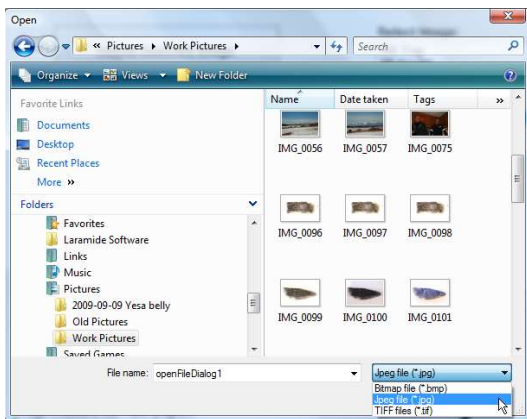 Open
« Pictures ▸ Work Pictures ▸
Search
Organize Views New Folder
Favorite Links
Documents
Desktop
Recent Places
More »
Folders
Favorites
Laramide Software
Links
Music
Pictures
2009-09-09 Yesa belly
Old Pictures
Work Pictures
Saved Games
Name Date taken Tags »
IMG_0056 IMG_0057 IMG_0075
IMG_0096 IMG_0097 IMG_0098
IMG_0099 IMG_0100 IMG_0101
File name: openFileDialog1
Jpeg file (*.jpg)
Bitmap file (*.bmp)
Jpeg file (*.jpg)
TIFF files (*.tif)